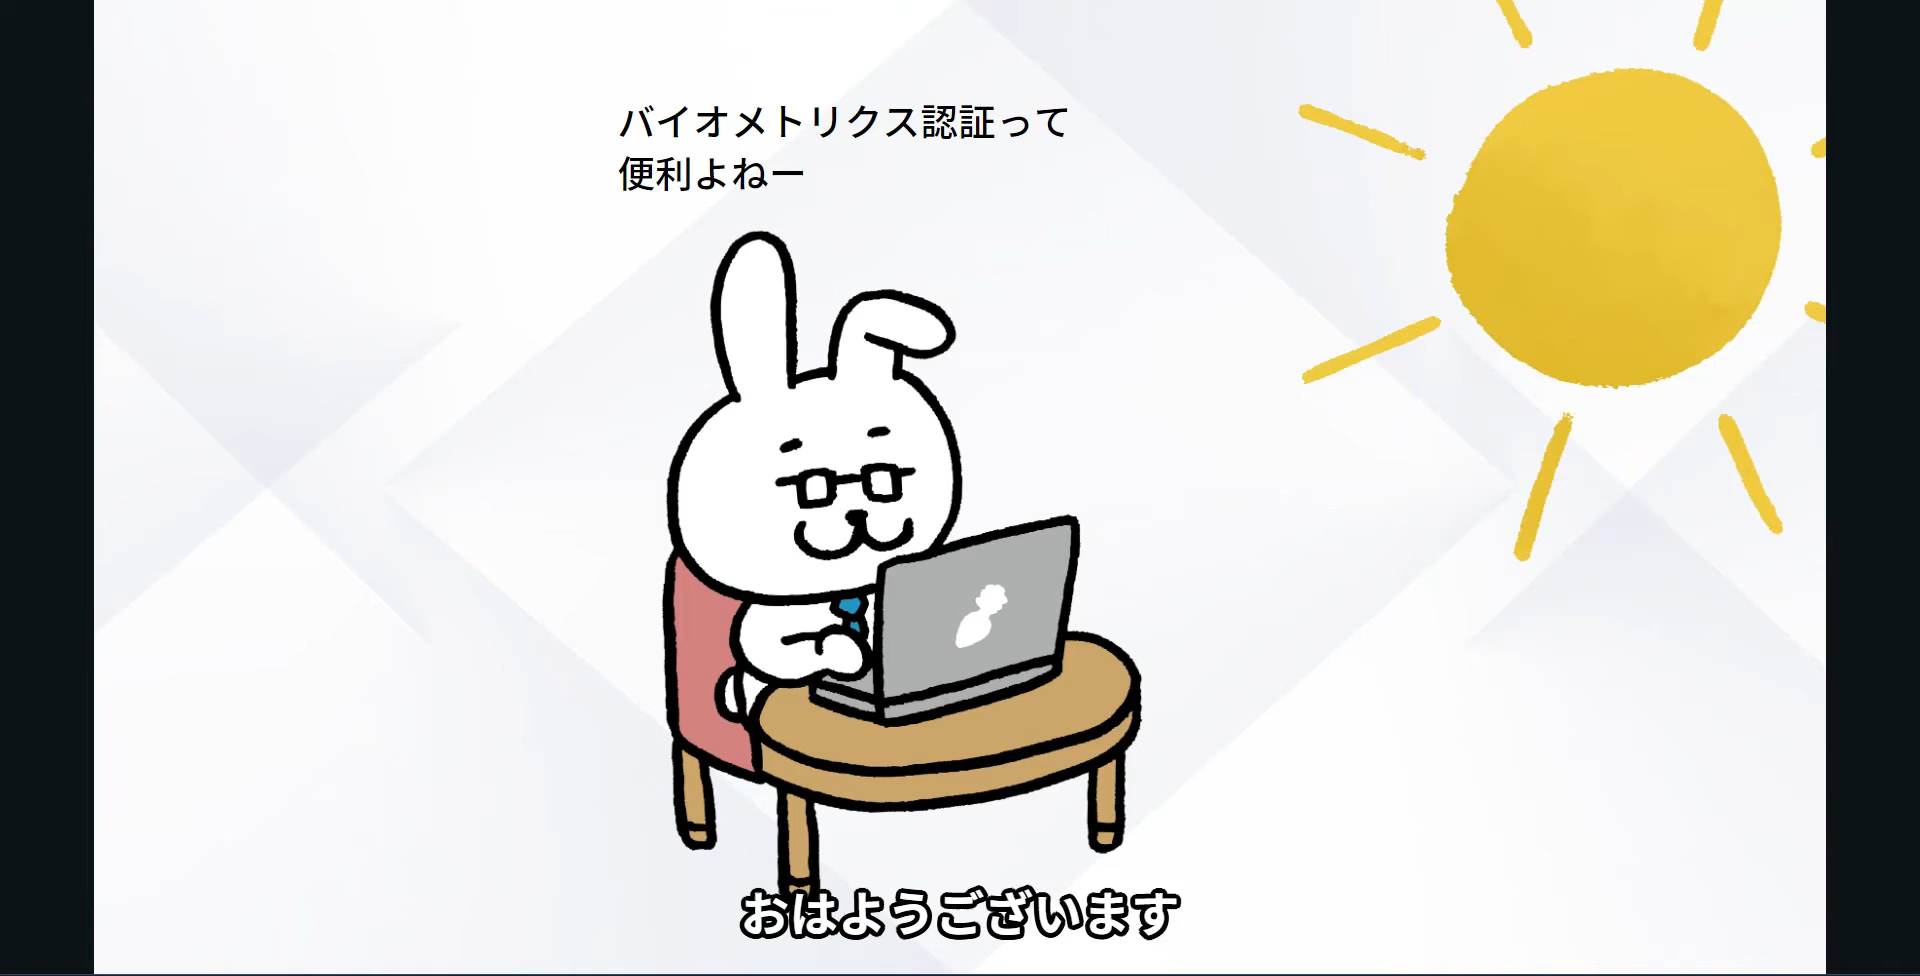 バイオメトリクス認証って
便利よねー
おはようございます